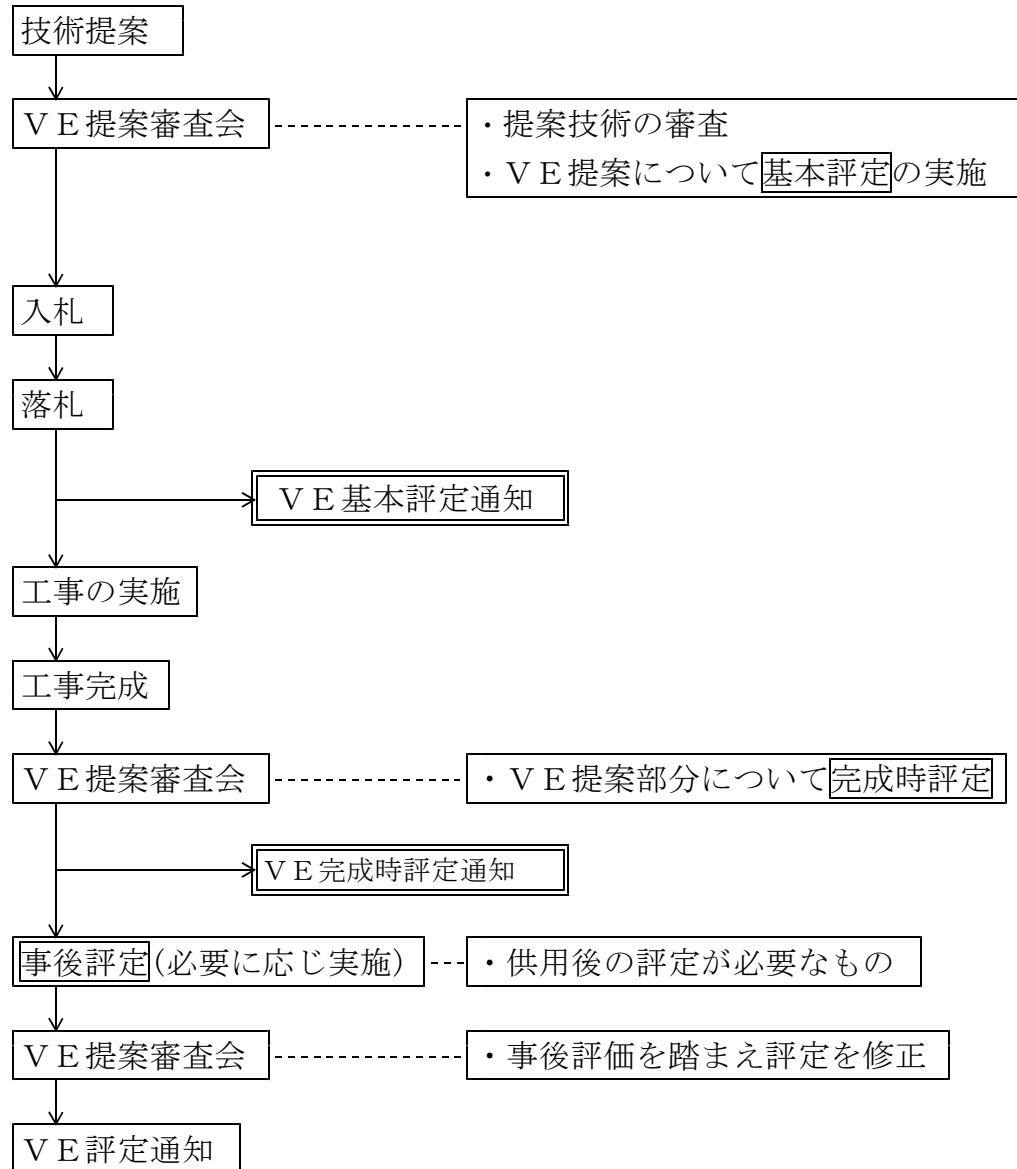 技術提案
ＶＥ提案審査会
・提案技術の審査
・ＶＥ提案について基本評定の実施
入札
落札
ＶＥ基本評定通知
工事の実施
工事完成
ＶＥ提案審査会
・ＶＥ提案部分について完成時評定
ＶＥ完成時評定通知
事後評定(必要に応じ実施)
・供用後の評定が必要なもの
ＶＥ提案審査会
・事後評価を踏まえ評定を修正
ＶＥ評定通知